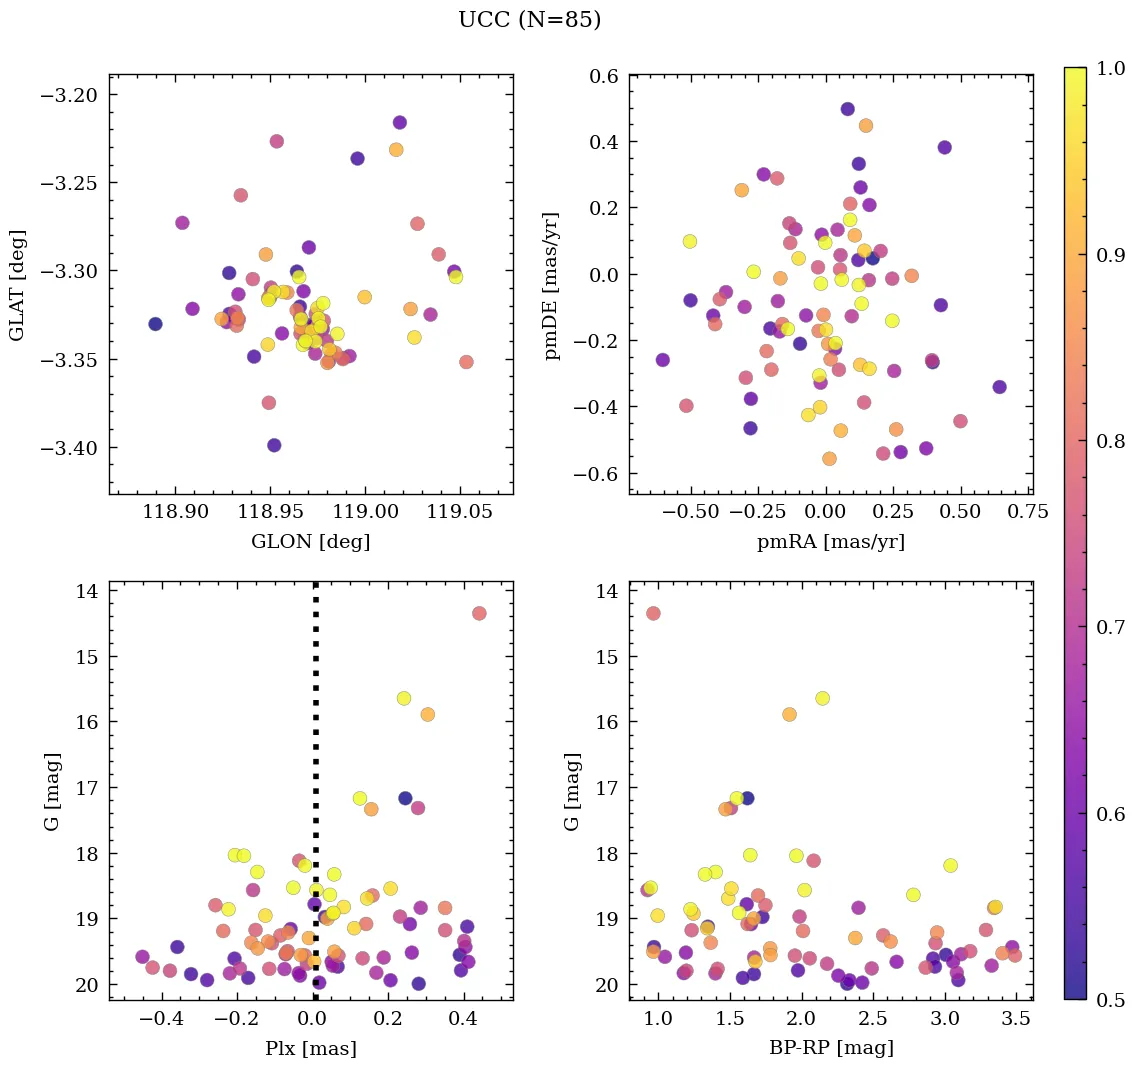 UCC (N=85)
−3.20
−3.25
−3.30
−3.35
−3.40
GLAT [deg]
118.90 118.95 119.00 119.05
GLON [deg]
0.6
0.4
0.2
0.0
−0.2
−0.4
−0.6
pmDE [mas/yr]
−0.50 −0.25 0.00 0.25 0.50 0.75
pmRA [mas/yr]
14
15
16
17
18
19
20
G [mag]
−0.4 −0.2 0.0 0.2 0.4
Plx [mas]
14
15
16
17
18
19
20
G [mag]
1.0 1.5 2.0 2.5 3.0 3.5
BP-RP [mag]
1.0
0.9
0.8
0.7
0.6
0.5